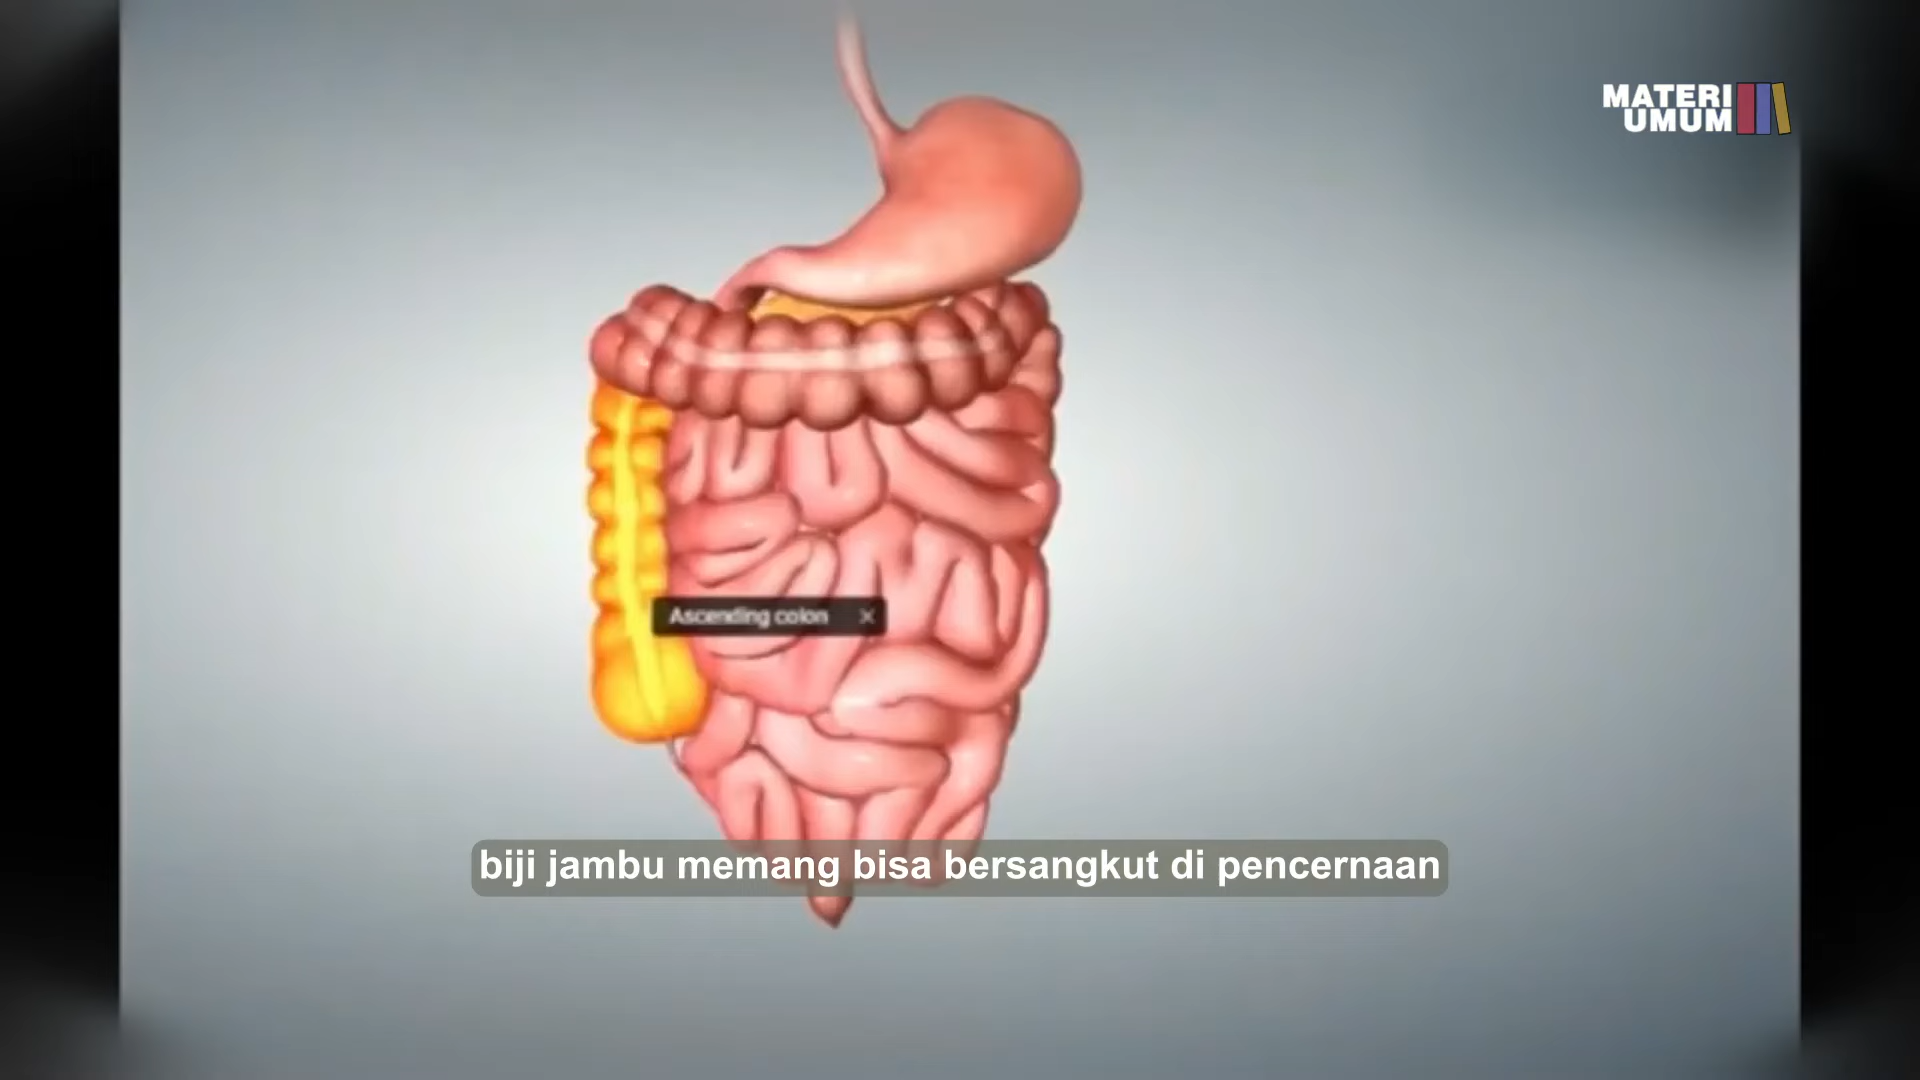 MATERI
UMUM
Ascending colon
biji jambu memang bisa bersangkut di pencernaan